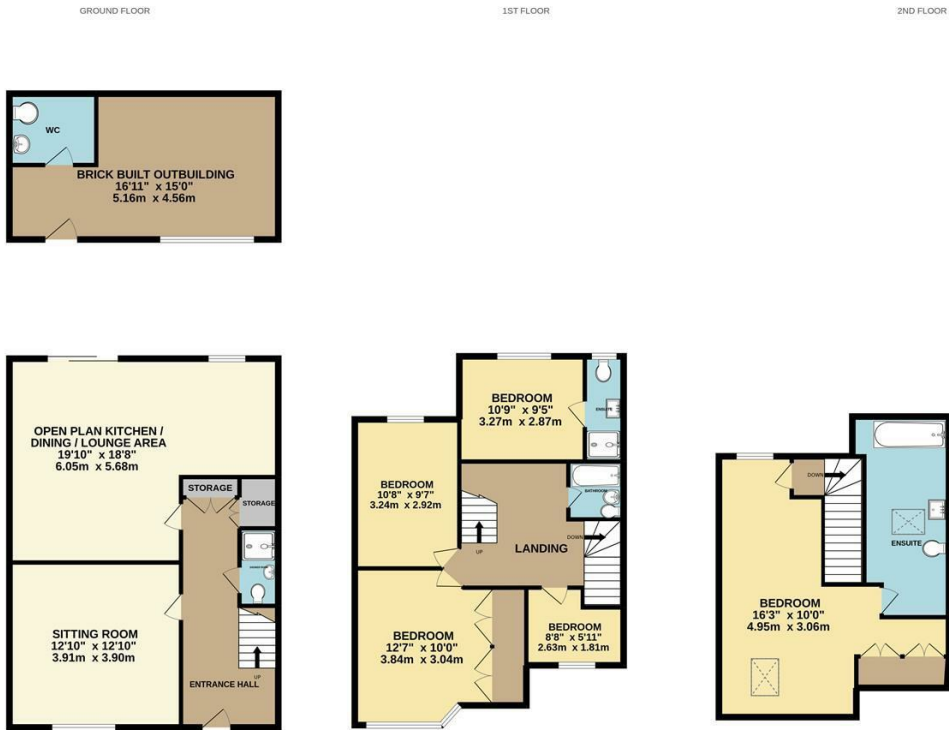 GROUND FLOOR
1ST FLOOR
2ND FLOOR
WC
BRICK BUILT OUTBUILDING
16'11" x 15'0"
5.16m x 4.56m
OPEN PLAN KITCHEN /
DINING / LOUNGE AREA
19'10" x 18'8"
6.05m x 5.68m
STORAGE
STORAGE
SITTING ROOM
12'10" x 12'10"
3.91m x 3.90m
UP
ENTRANCE HALL
BEDROOM
10'9" x 9'5"
3.27m x 2.87m
ENSUITE
BEDROOM
10'8" x 9'7"
3.24m x 2.92m
BATHROOM
UP
DOWN
LANDING
BEDROOM
12'7" x 10'0"
3.84m x 3.04m
BEDROOM
8'8" x 5'11"
2.63m x 1.81m
DOWN
ENSUITE
BEDROOM
16'3" x 10'0"
4.95m x 3.06m